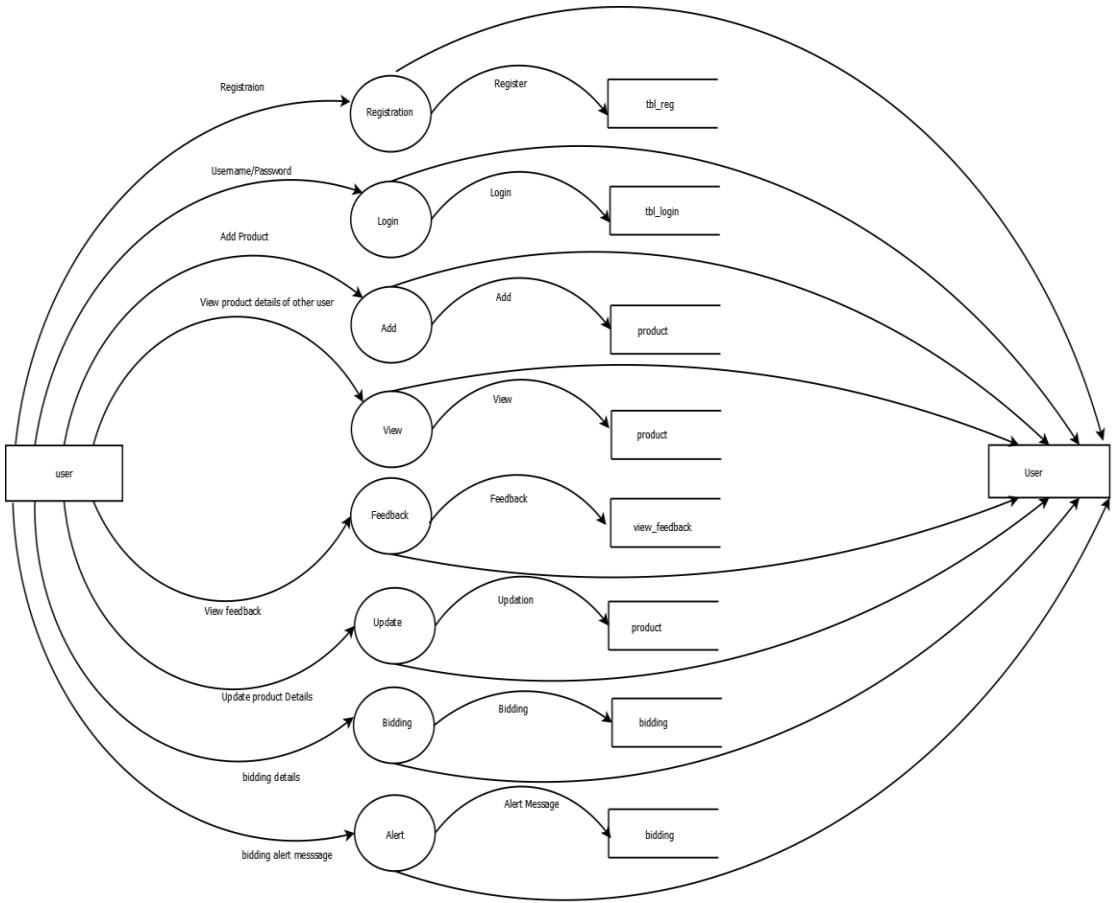 Registraion
Registration
Register
tbl_reg
Username/Password
Login
Login
tbl_login
Add Product
Add
Add
product
View product details of other user
View
View
product
user
User
Feedback
Feedback
view_feedback
View feedback
Update
Updation
product
Update product Details
Bidding
Bidding
bidding
bidding details
Alert
Alert Message
bidding
bidding alert messsage